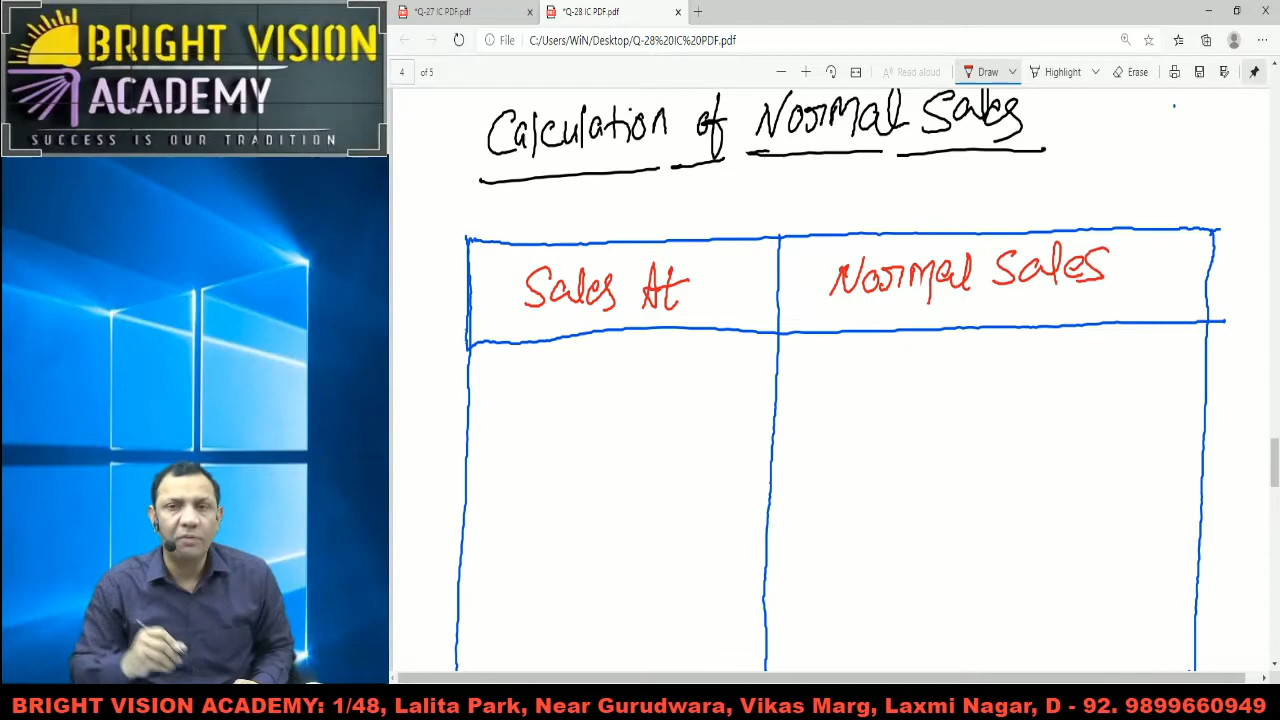 BRIGHT VISION
ACADEMY
SUCCESS IS OUR TRADITION
*Q-27 IC PDF.pdf
*Q-28 IC PDF.pdf
File C:/Users/WiN/Desktop/Q-28%20IC%20PDF.pdf
4 of 5
Read aloud Draw Highlight Erase
Calculation of Normal Sales
Sales At Normal Sales
BRIGHT VISION ACADEMY: 1/48, Lalita Park, Near Gurudwara, Vikas Marg, Laxmi Nagar, D - 92. 9899660949